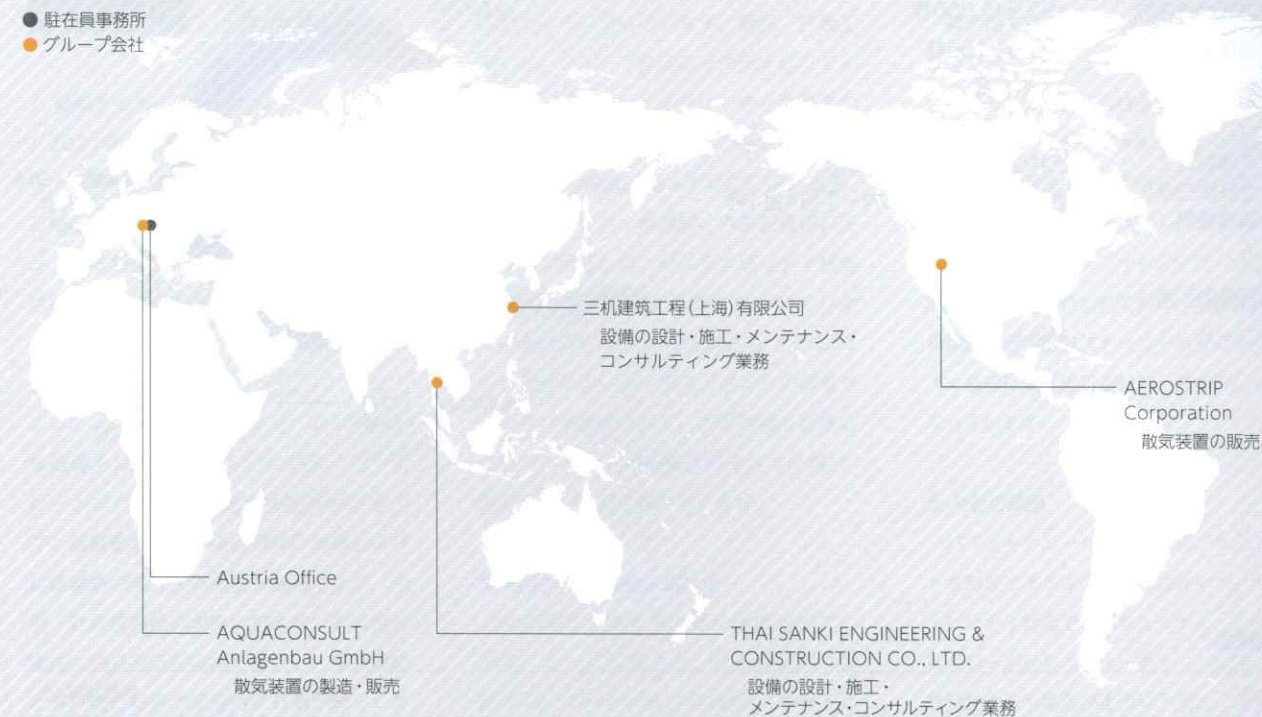 ● 駐在員事務所
● グループ会社
三机建筑工程(上海)有限公司
設備の設計・施工・メンテナンス・
コンサルティング業務
AEROSTRIP
Corporation
散気装置の販売
Austria Office
AQUACONSULT
Anlagenbau GmbH
散気装置の製造・販売
THAI SANKI ENGINEERING &
CONSTRUCTION CO., LTD.
設備の設計・施工・
メンテナンス・コンサルティング業務